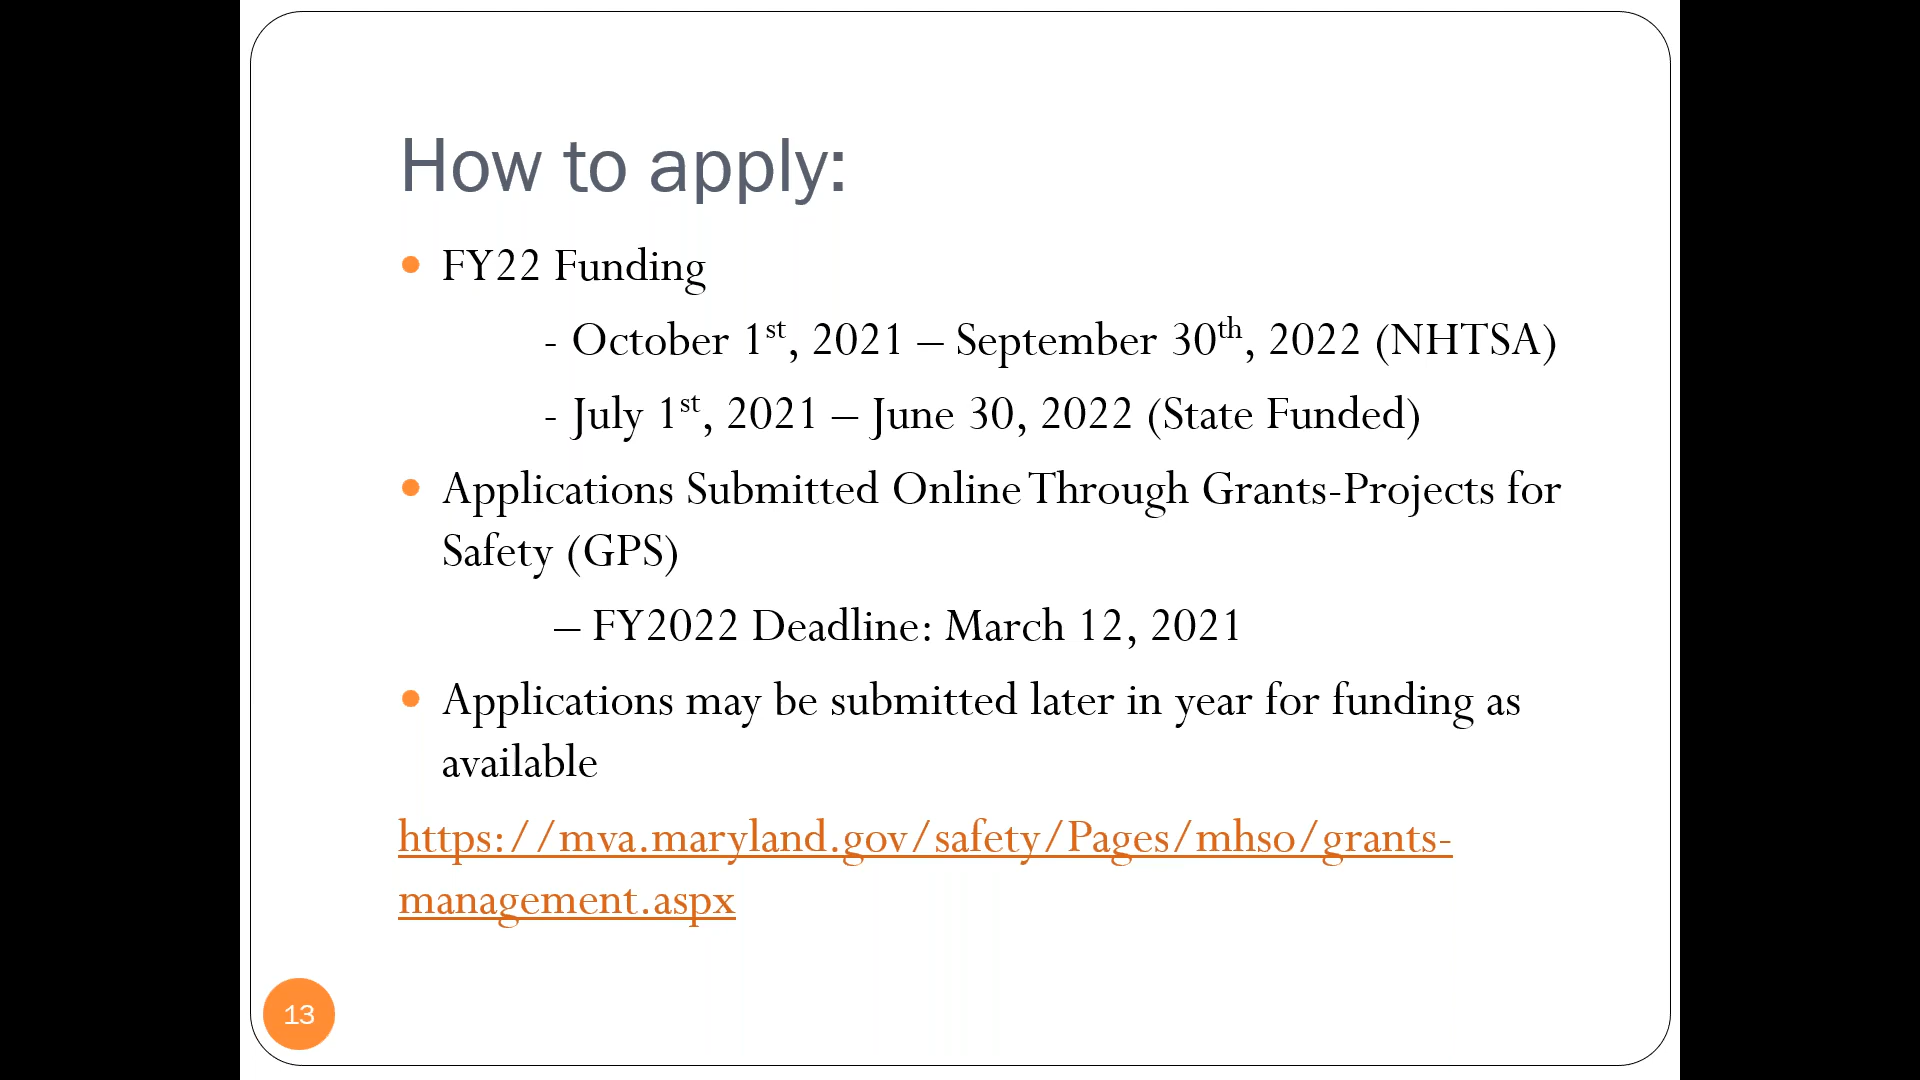 How to apply:
FY22 Funding
- October 1st, 2021 – September 30th, 2022 (NHTSA)
- July 1st, 2021 – June 30, 2022 (State Funded)
Applications Submitted Online Through Grants-Projects for
Safety (GPS)
– FY2022 Deadline: March 12, 2021
Applications may be submitted later in year for funding as
available
https://mva.maryland.gov/safety/Pages/mhso/grants-
management.aspx
13